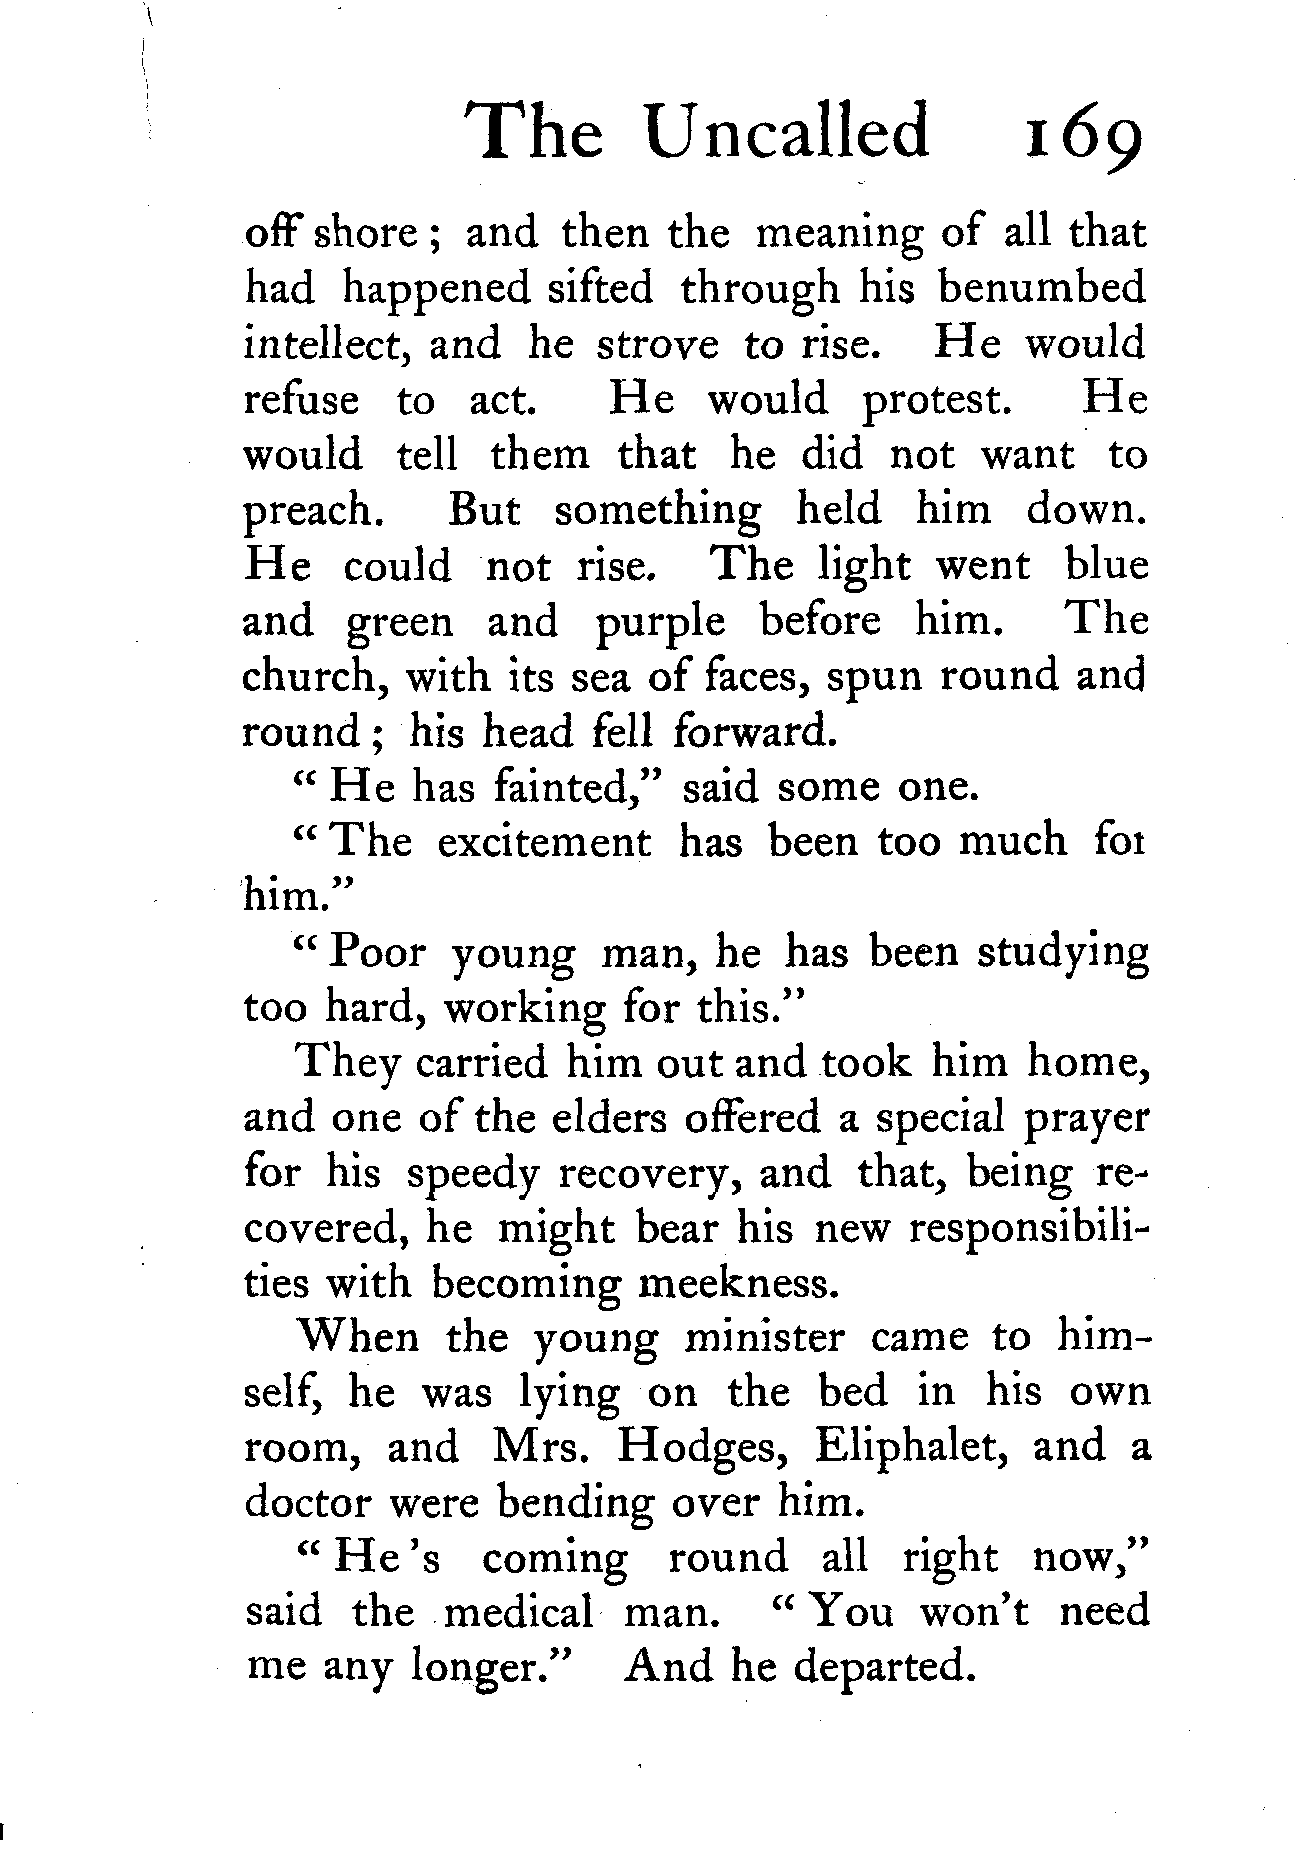 The Uncalled 169
off shore ; and then the meaning of all that
had happened sifted through his benumbed
intellect, and he strove to rise. He would
refuse to act. He would protest. He
would tell them that he did not want to
preach. But something held him down.
He could not rise. The light went blue
and green and purple before him. The
church, with its sea of faces, spun round and
round ; his head fell forward.
“ He has fainted,” said some one.
“ The excitement has been too much for
him.”
“ Poor young man, he has been studying
too hard, working for this.”
They carried him out and took him home,
and one of the elders offered a special prayer
for his speedy recovery, and that, being re-
covered, he might bear his new responsibili-
ties with becoming meekness.
When the young minister came to him-
self, he was lying on the bed in his own
room, and Mrs. Hodges, Eliphalet, and a
doctor were bending over him.
“ He 's coming round all right now,”
said the medical man. “ You won't need
me any longer.” And he departed.